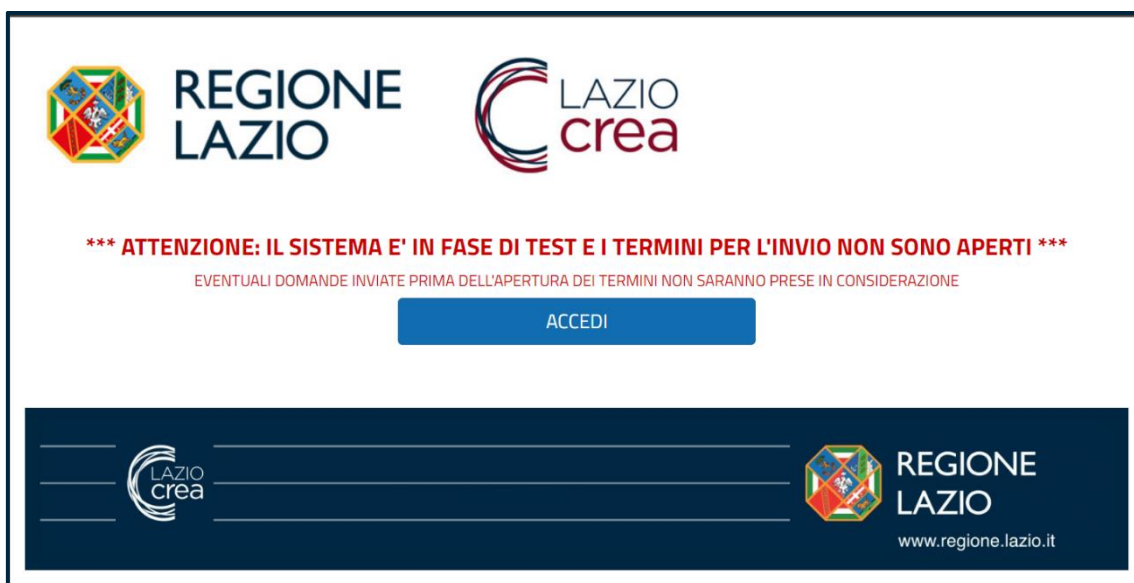 REGIONE
LAZIO
LAZIO
crea
*** ATTENZIONE: IL SISTEMA E' IN FASE DI TEST E I TERMINI PER L'INVIO NON SONO APERTI ***
EVENTUALI DOMANDE INVIATE PRIMA DELL'APERTURA DEI TERMINI NON SARANNO PRESE IN CONSIDERAZIONE
ACCEDI
LAZIO
crea
REGIONE
LAZIO
www.regione.lazio.it